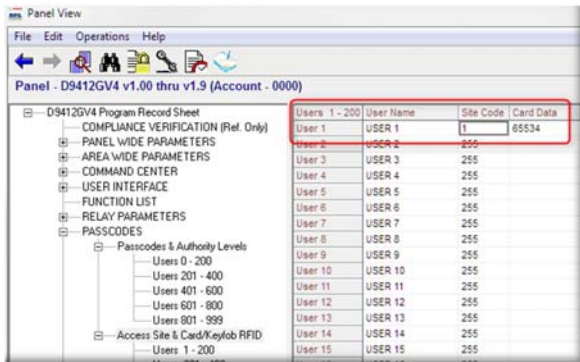 Panel View
File Edit Operations Help
Panel - D9412GV4 v1.00 thru v1.9 (Account - 0000)
D9412GV4 Program Record Sheet
COMPLIANCE VERIFICATION (Ref. Only)
PANEL WIDE PARAMETERS
AREA WIDE PARAMETERS
COMMAND CENTER
USER INTERFACE
FUNCTION LIST
RELAY PARAMETERS
PASSCODES
Passcodes & Authority Levels
Users 0 - 200
Users 201 - 400
Users 401 - 600
Users 601 - 800
Users 801 - 999
Access Site & Card/Keyfob RFID
Users 1 - 200
Users 1 - 200 User Name Site Code Card Data
User 1 USER 1 1 65534
User 2 USER 2 255
User 3 USER 3 255
User 4 USER 4 255
User 5 USER 5 255
User 6 USER 6 255
User 7 USER 7 255
User 8 USER 8 255
User 9 USER 9 255
User 10 USER 10 255
User 11 USER 11 255
User 12 USER 12 255
User 13 USER 13 255
User 14 USER 14 255
User 15 USER 15 255